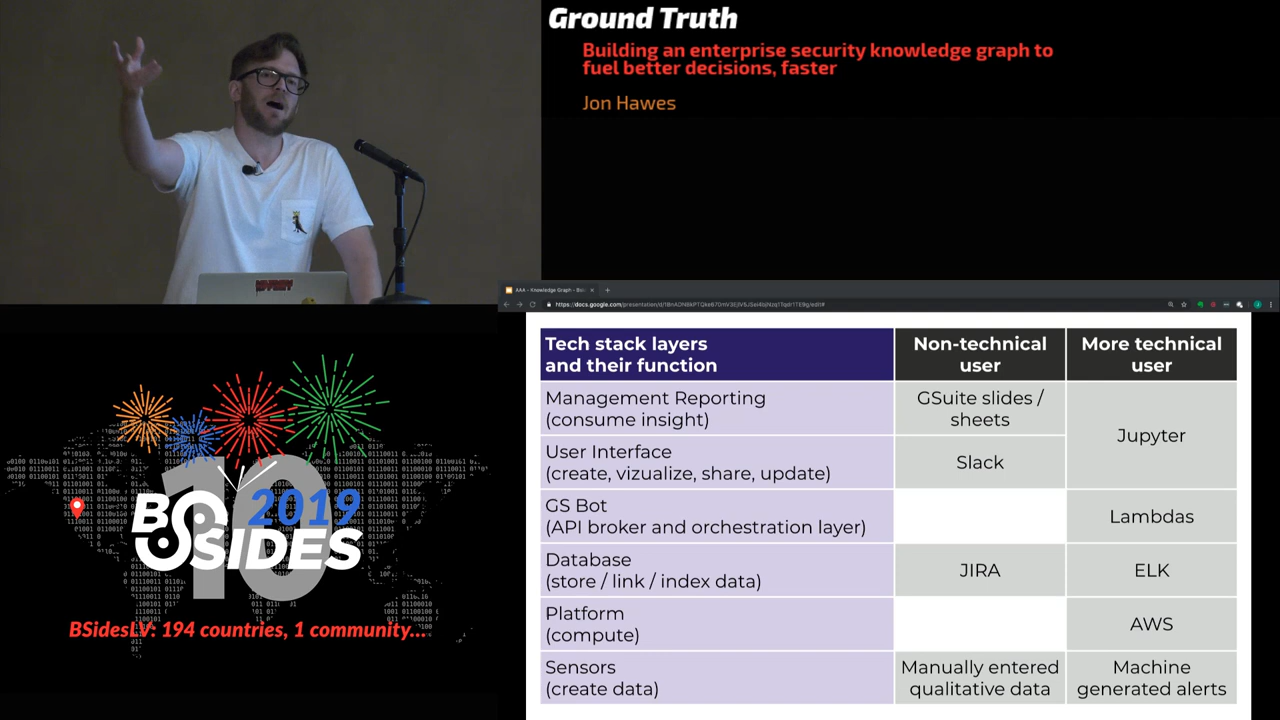 Ground Truth
Building an enterprise security knowledge graph to
fuel better decisions, faster
Jon Hawes
AAA - Knowledge Graph - 
Tech stack layers
and their function
Non-technical
user
More technical
user
Management Reporting
(consume insight)
GSuite slides /
sheets
Jupyter
User Interface
(create, vizualize, share, update)
Slack
GS Bot
(API broker and orchestration layer)
Lambdas
Database
(store / link / index data)
JIRA
ELK
Platform
(compute)
AWS
Sensors
(create data)
Manually entered
qualitative data
Machine
generated alerts
10
2019
BSIDES
BSidesLV: 194 countries, 1 community...